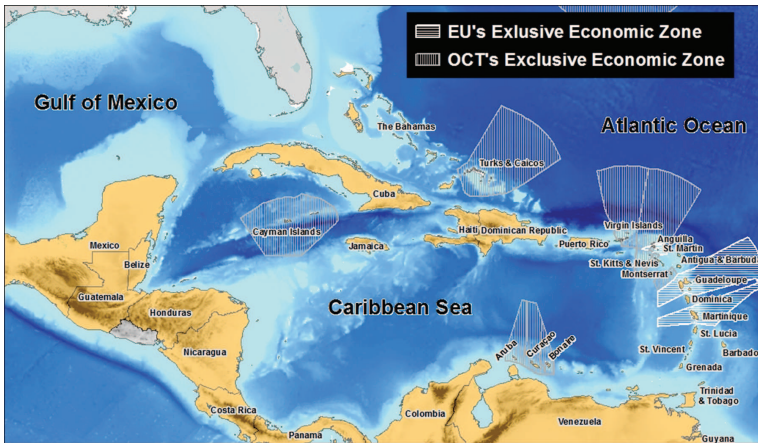 EU's Exlusive Economic Zone
OCT's Exclusive Economic Zone
Gulf of Mexico
Atlantic Ocean
The Bahamas
Turks & Caicos
Cuba
Cayman Islands
Haiti
Dominican Republic
Jamaica
Puerto Rico
Virgin Islands
Anguilla
St. Martin
St. Kitts & Nevis
Antigua & Barbuda
Montserrat
Guadeloupe
Dominica
Martinique
St. Lucia
St. Vincent
Barbado
Grenada
Trinidad
& Tobago
Mexico
Belize
Guatemala
Honduras
Nicaragua
Caribbean Sea
Aruba
Curaçao
Bonaire
Costa Rica
Panama
Colombia
Venezuela
Guyana